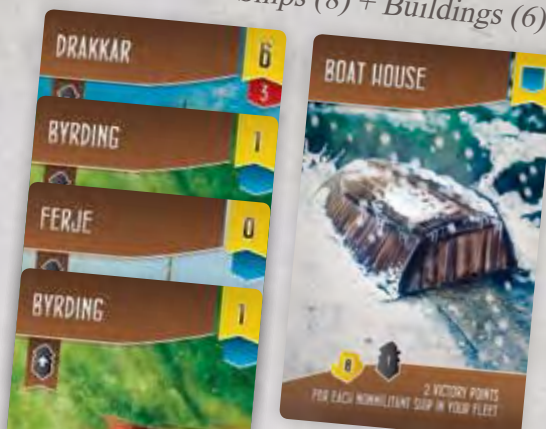 Ships (8) + Buildings (6)
DRAKKAR
6
3
BYRDING
1
FERJE
0
BYRDING
1
BOAT HOUSE
8
2 VICTORY POINTS
FOR EACH NONMILITANT SHIP IN YOUR FLEET